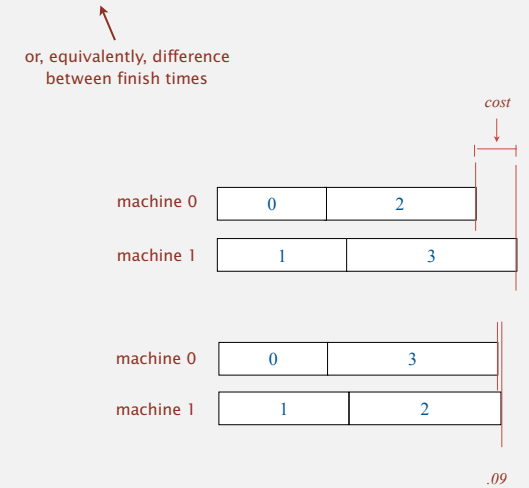 or, equivalently, difference
between finish times
cost
machine 0 0 2
machine 1 1 3
machine 0 0 3
machine 1 1 2
.09